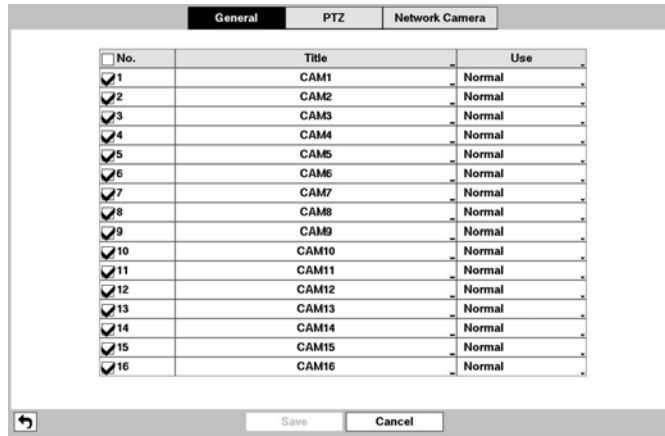 General PTZ Network Camera
No. Title Use
1 CAM1 Normal
2 CAM2 Normal
3 CAM3 Normal
4 CAM4 Normal
5 CAM5 Normal
6 CAM6 Normal
7 CAM7 Normal
8 CAM8 Normal
9 CAM9 Normal
10 CAM10 Normal
11 CAM11 Normal
12 CAM12 Normal
13 CAM13 Normal
14 CAM14 Normal
15 CAM15 Normal
16 CAM16 Normal
Save Cancel